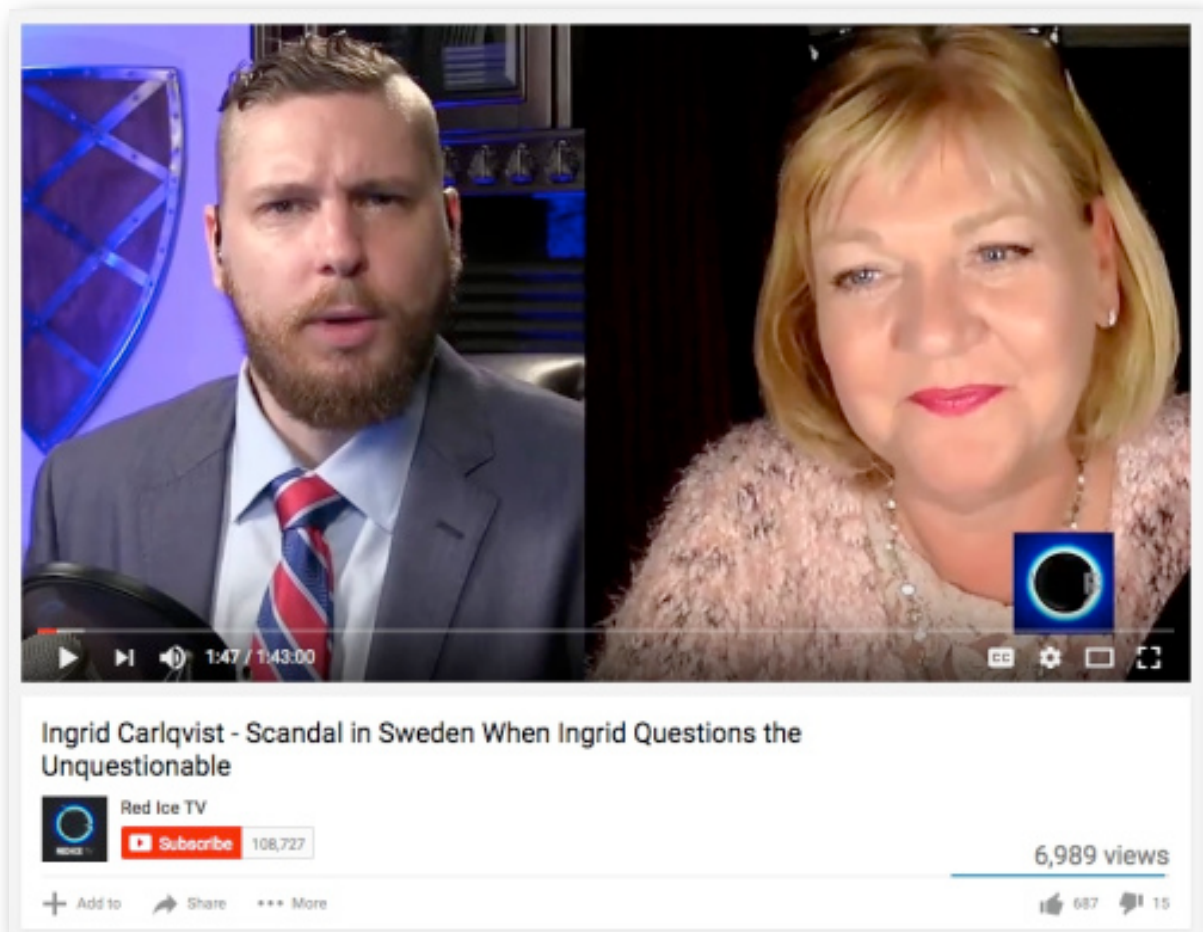 1:47 / 1:43:00
CC
Ingrid Carlqvist - Scandal in Sweden When Ingrid Questions the
Unquestionable
Red Ice TV
Subscribe 108,727
6,989 views
Add to Share More
687 15